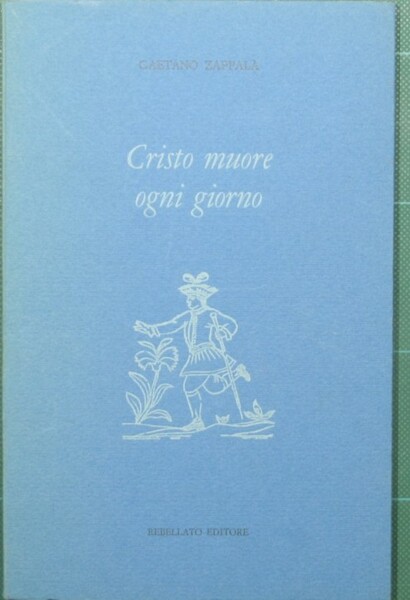 GAETANO ZAPPALÀ
Cristo muore
ogni giorno
REBELLATO EDITORE